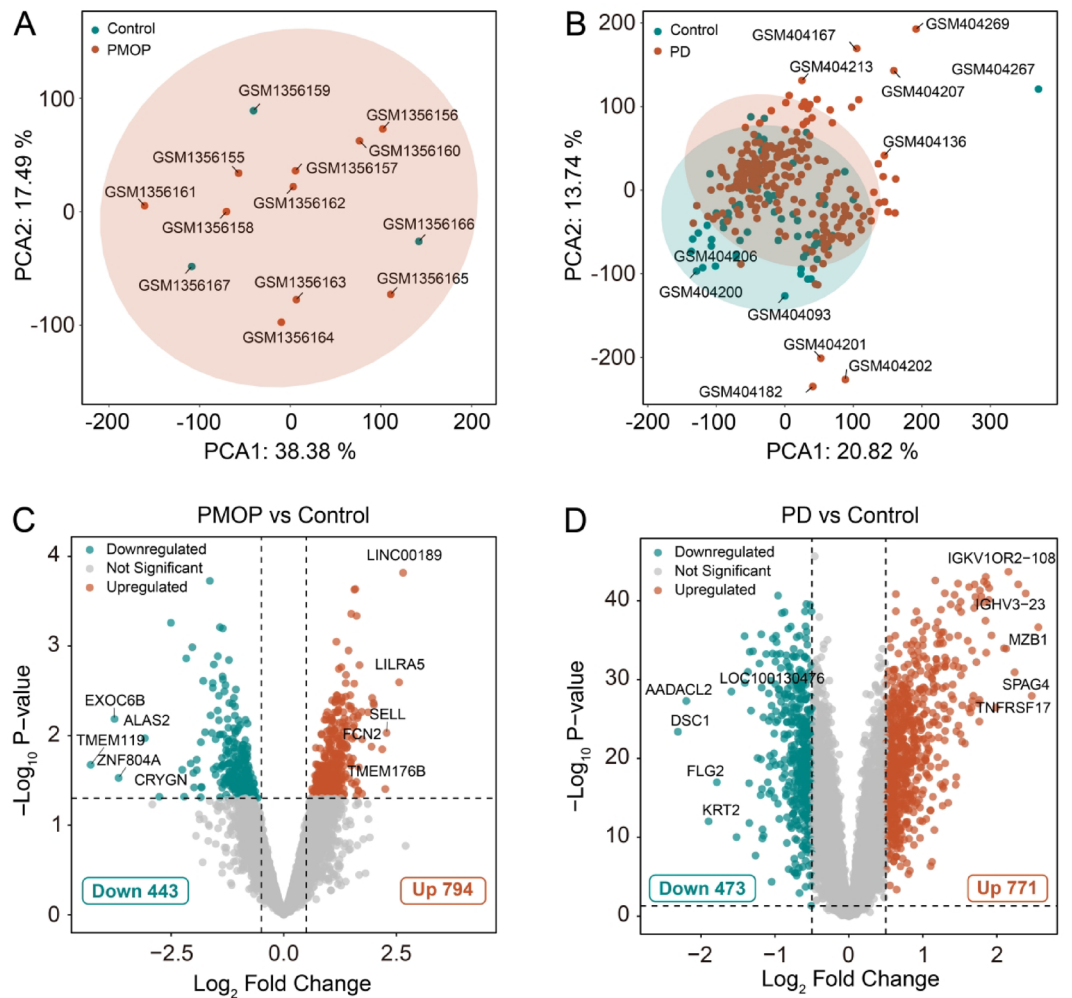 A
Control
PMOP
GSM1356159
GSM1356156
GSM1356160
GSM1356155
GSM1356157
GSM1356161
GSM1356162
GSM1356158
GSM1356166
GSM1356167
GSM1356163
GSM1356165
GSM1356164
100
0
-100
PCA2: 17.49 %
-200 -100 0 100 200
PCA1: 38.38 %
B
Control
PD
GSM404269
GSM404167
GSM404213
GSM404267
GSM404207
GSM404136
GSM404206
GSM404200
GSM404093
GSM404201
GSM404202
GSM404182
200
100
0
-100
-200
PCA2: 13.74 %
-200 -100 0 100 200 300
PCA1: 20.82 %
C
PMOP vs Control
Downregulated
Not Significant
Upregulated
LINC00189
LILRA5
EXOC6B
ALAS2
SELL
TMEM119
FCN2
ZNF804A
TMEM176B
CRYGN
Down 443
Up 794
4
3
2
1
0
−Log10 P−value
−2.5 0.0 2.5
Log2 Fold Change
D
PD vs Control
Downregulated
Not Significant
Upregulated
IGKV1OR2−108
IGHV3−23
MZB1
LOC100130476
AADACL2
SPAG4
DSC1
TNFRSF17
FLG2
KRT2
Down 473
Up 771
40
30
20
10
0
−Log10 P−value
−2 −1 0 1 2
Log2 Fold Change